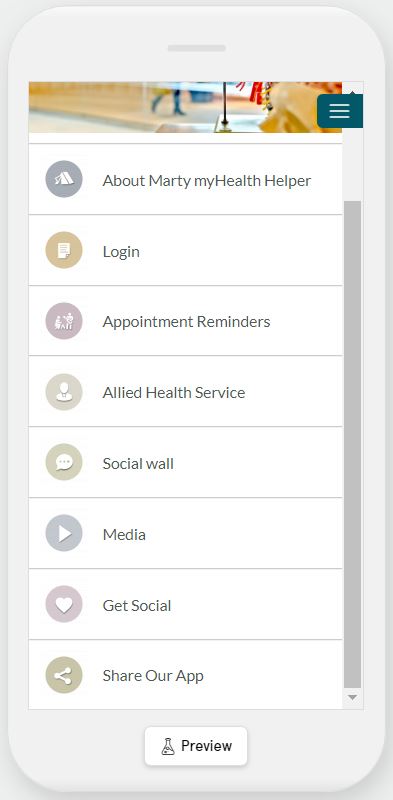 About Marty myHealth Helper
Login
Appointment Reminders
Allied Health Service
Social wall
Media
Get Social
Share Our App
Preview